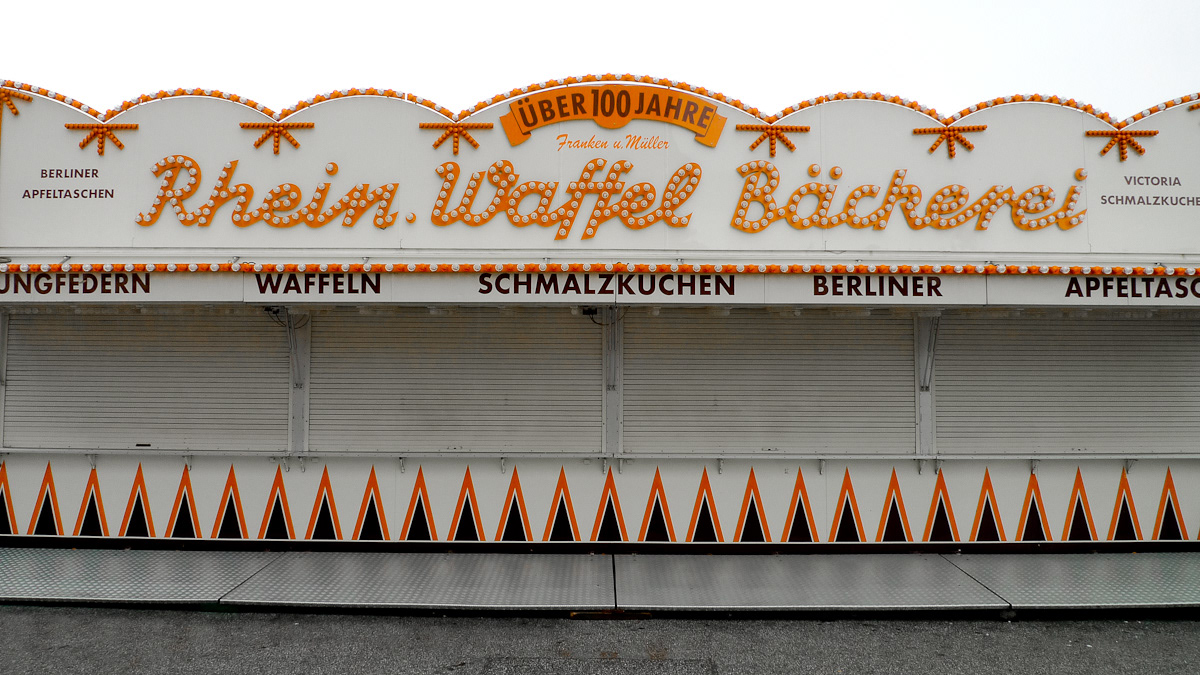 ÜBER 100 JAHRE
Franken u. Müller
BERLINER
APFELTASCHEN
Rhein. Waffel Bäckerei
VICTORIA
SCHMALZKUCHE
UNGFEDERN WAFFELN SCHMALZKUCHEN BERLINER APFELTASC